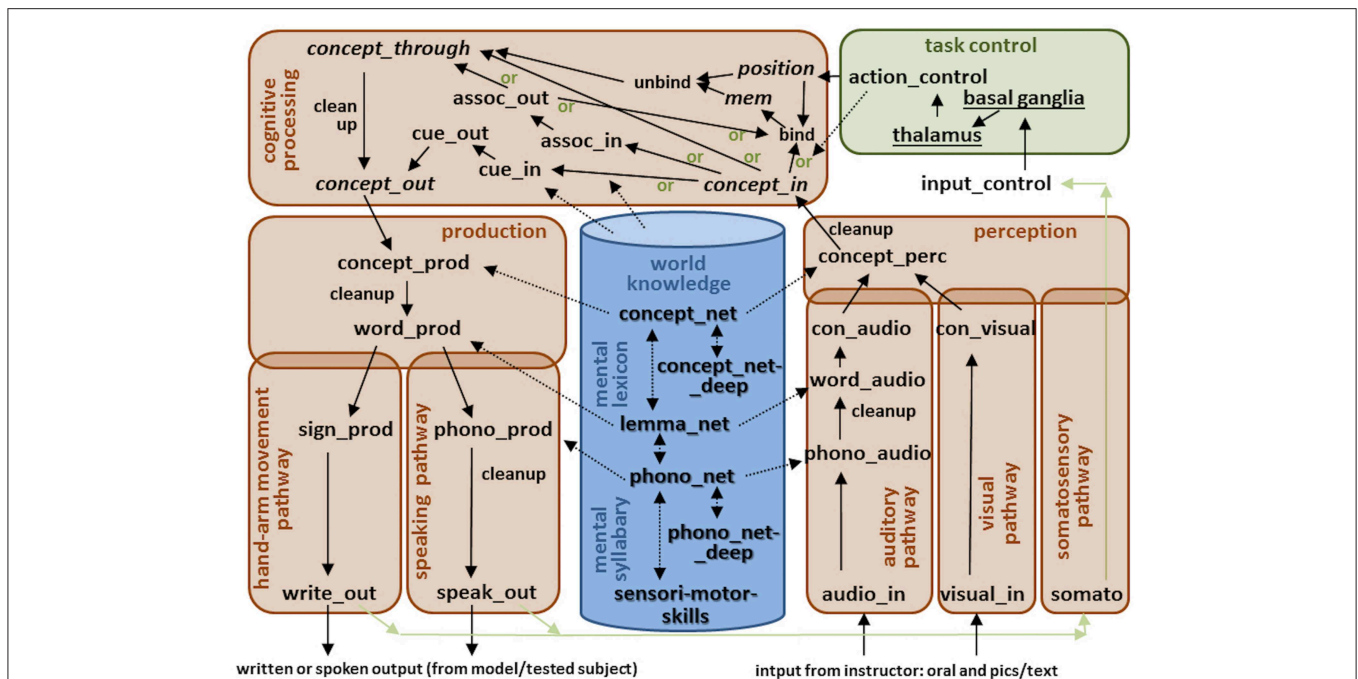 cognitive
processing
concept_through
clean
up
concept_out
cue_out
cue_in
assoc_out
assoc_in
or
or
or
or
or
or
or
unbind
mem
position
bind
concept_in
task control
action_control
basal ganglia
thalamus
input_control
production
concept_prod
cleanup
word_prod
hand-arm movement
pathway
sign_prod
write_out
speaking pathway
phono_prod
cleanup
speak_out
world
knowledge
mental
lexicon
concept_net
concept_net-
_deep
lemma_net
mental
syllabary
phono_net
phono_net-
_deep
sensori-motor-
skills
cleanup
perception
concept_perc
con_audio
word_audio
cleanup
phono_audio
auditory
pathway
audio_in
con_visual
visual
pathway
visual_in
somatosensory
pathway
somato
written or spoken output (from model/tested subject)
intput from instructor: oral and pics/text